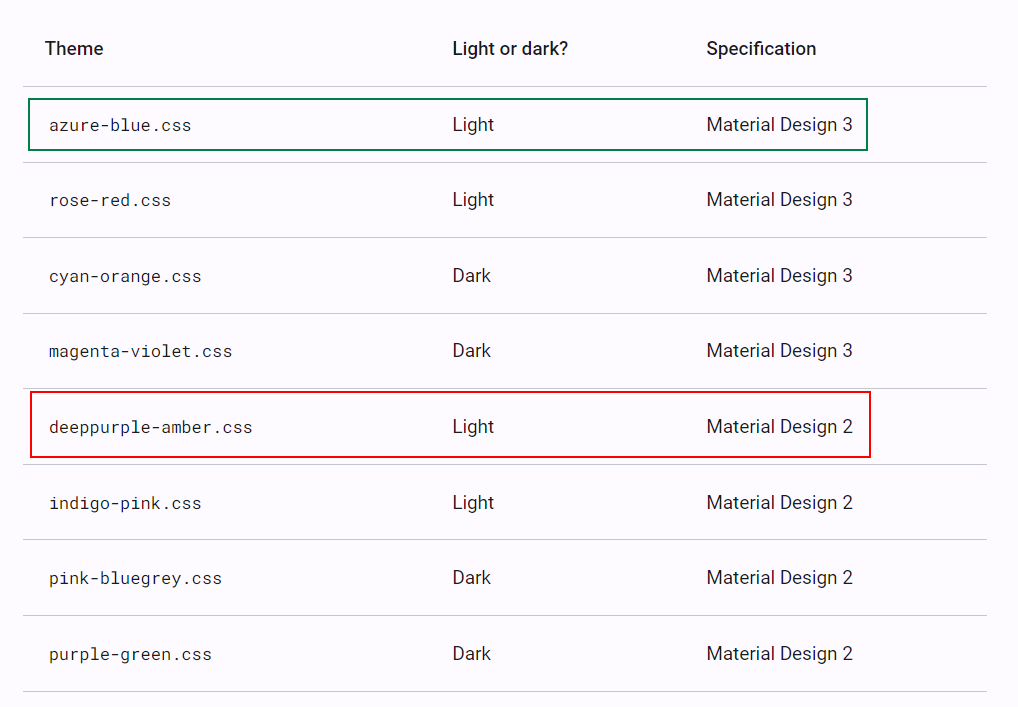 Theme Light or dark? Specification
azure-blue.css Light Material Design 3
rose-red.css Light Material Design 3
cyan-orange.css Dark Material Design 3
magenta-violet.css Dark Material Design 3
deeppurple-amber.css Light Material Design 2
indigo-pink.css Light Material Design 2
pink-bluegrey.css Dark Material Design 2
purple-green.css Dark Material Design 2